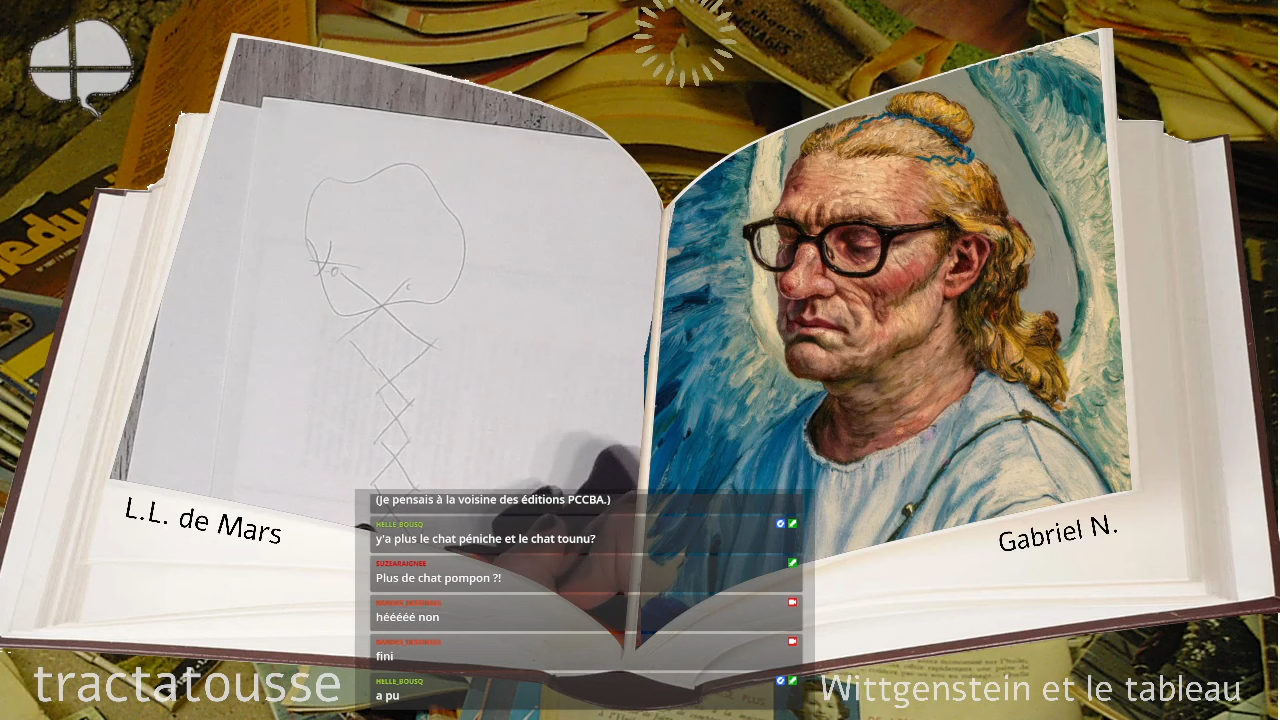 L.L. de Mars
Gabriel N.
(je pensais à la voisine des éditions PCCBA.)
HELLE_BOUSQ
y'a plus le chat péniche et le chat tounu?
SUZEARAIGNEE
Plus de chat pompon ?!
hééééé non
fini
HELLE_BOUSQ
a pu
tractatousse
Wittgenstein et le tableau